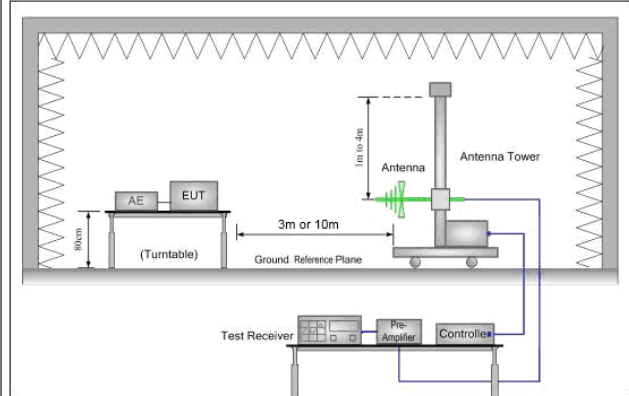 1m to 4m
Antenna
Antenna Tower
AE
EUT
80cm
3m or 10m
(Turntable)
Ground Reference Plane
Test Receiver
Pre-
Amplifier
Controlle